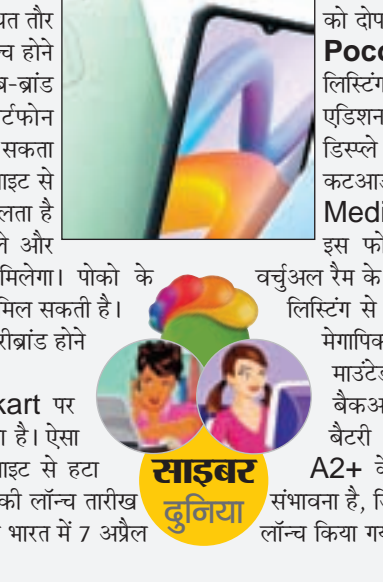 यत तौर
च होने
ब-ब्रांड
र्टफोन
सकता
ाइट से
लता है
ले और
मिलेगा। पोको के
मिल सकती है।
रीब्रांड होने
kart पर
ा है। ऐसा
ाइट से हटा
की लॉन्च तारीख
भारत में 7 अप्रैल
साइबर
दुनिया
को दोप
Poco
लिस्टिंग
एडिशन
डिस्प्ले
कटआउ
Medi
इस फो
वर्चुअल रैम के
लिस्टिंग से
मेगापिक
माउंटेड
बैकअ
बैटरी
A2+ के
संभावना है, जि
लॉन्च किया गय